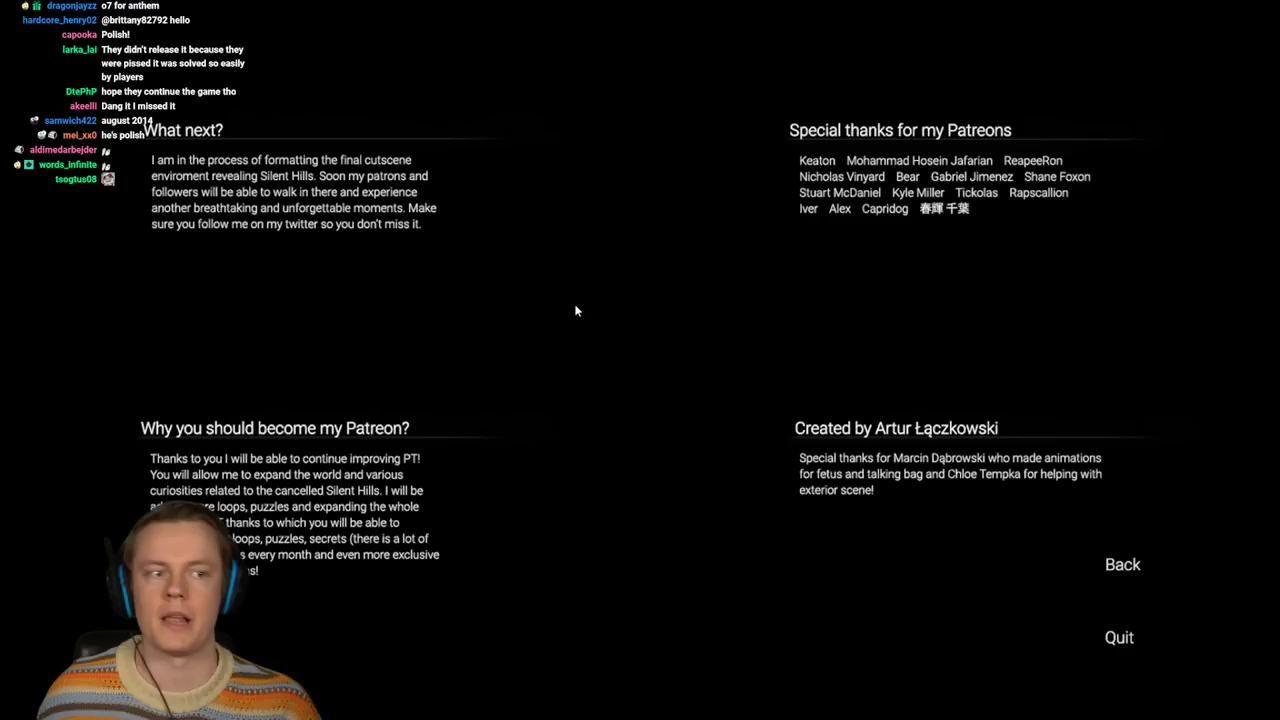 dragonjayzz o7 for anthem
hardcore_henry02 @brittany82792 hello
capooka Polish!
larka_lai They didn't release it because they
were pissed it was solved so easily
by players
DtePhP hope they continue the game tho
akeelli Dang it I missed it
samwich422 august 2014
mei_xx0 he's polish
aldimedarbejder
words_infinite
tsogtus08
What next?
I am in the process of formatting the final cutscene
enviroment revealing Silent Hills. Soon my patrons and
followers will be able to walk in there and experience
another breathtaking and unforgettable moments. Make
sure you follow me on my twitter so you don't miss it.
Special thanks for my Patreons
Keaton Mohammad Hosein Jafarian ReapeeRon
Nicholas Vinyard Bear Gabriel Jimenez Shane Foxon
Stuart McDaniel Kyle Miller Tickolas Rapscallion
Iver Alex Capridog 春輝 千葉
Why you should become my Patreon?
Thanks to you I will be able to continue improving PT!
You will allow me to expand the world and various
curiosities related to the cancelled Silent Hills. I will be
loops, puzzles and expanding the whole
thanks to which you will be able to
loops, puzzles, secrets (there is a lot of
every month and even more exclusive
Created by Artur Łączkowski
Special thanks for Marcin Dąbrowski who made animations
for fetus and talking bag and Chloe Tempka for helping with
exterior scene!
Back
Quit